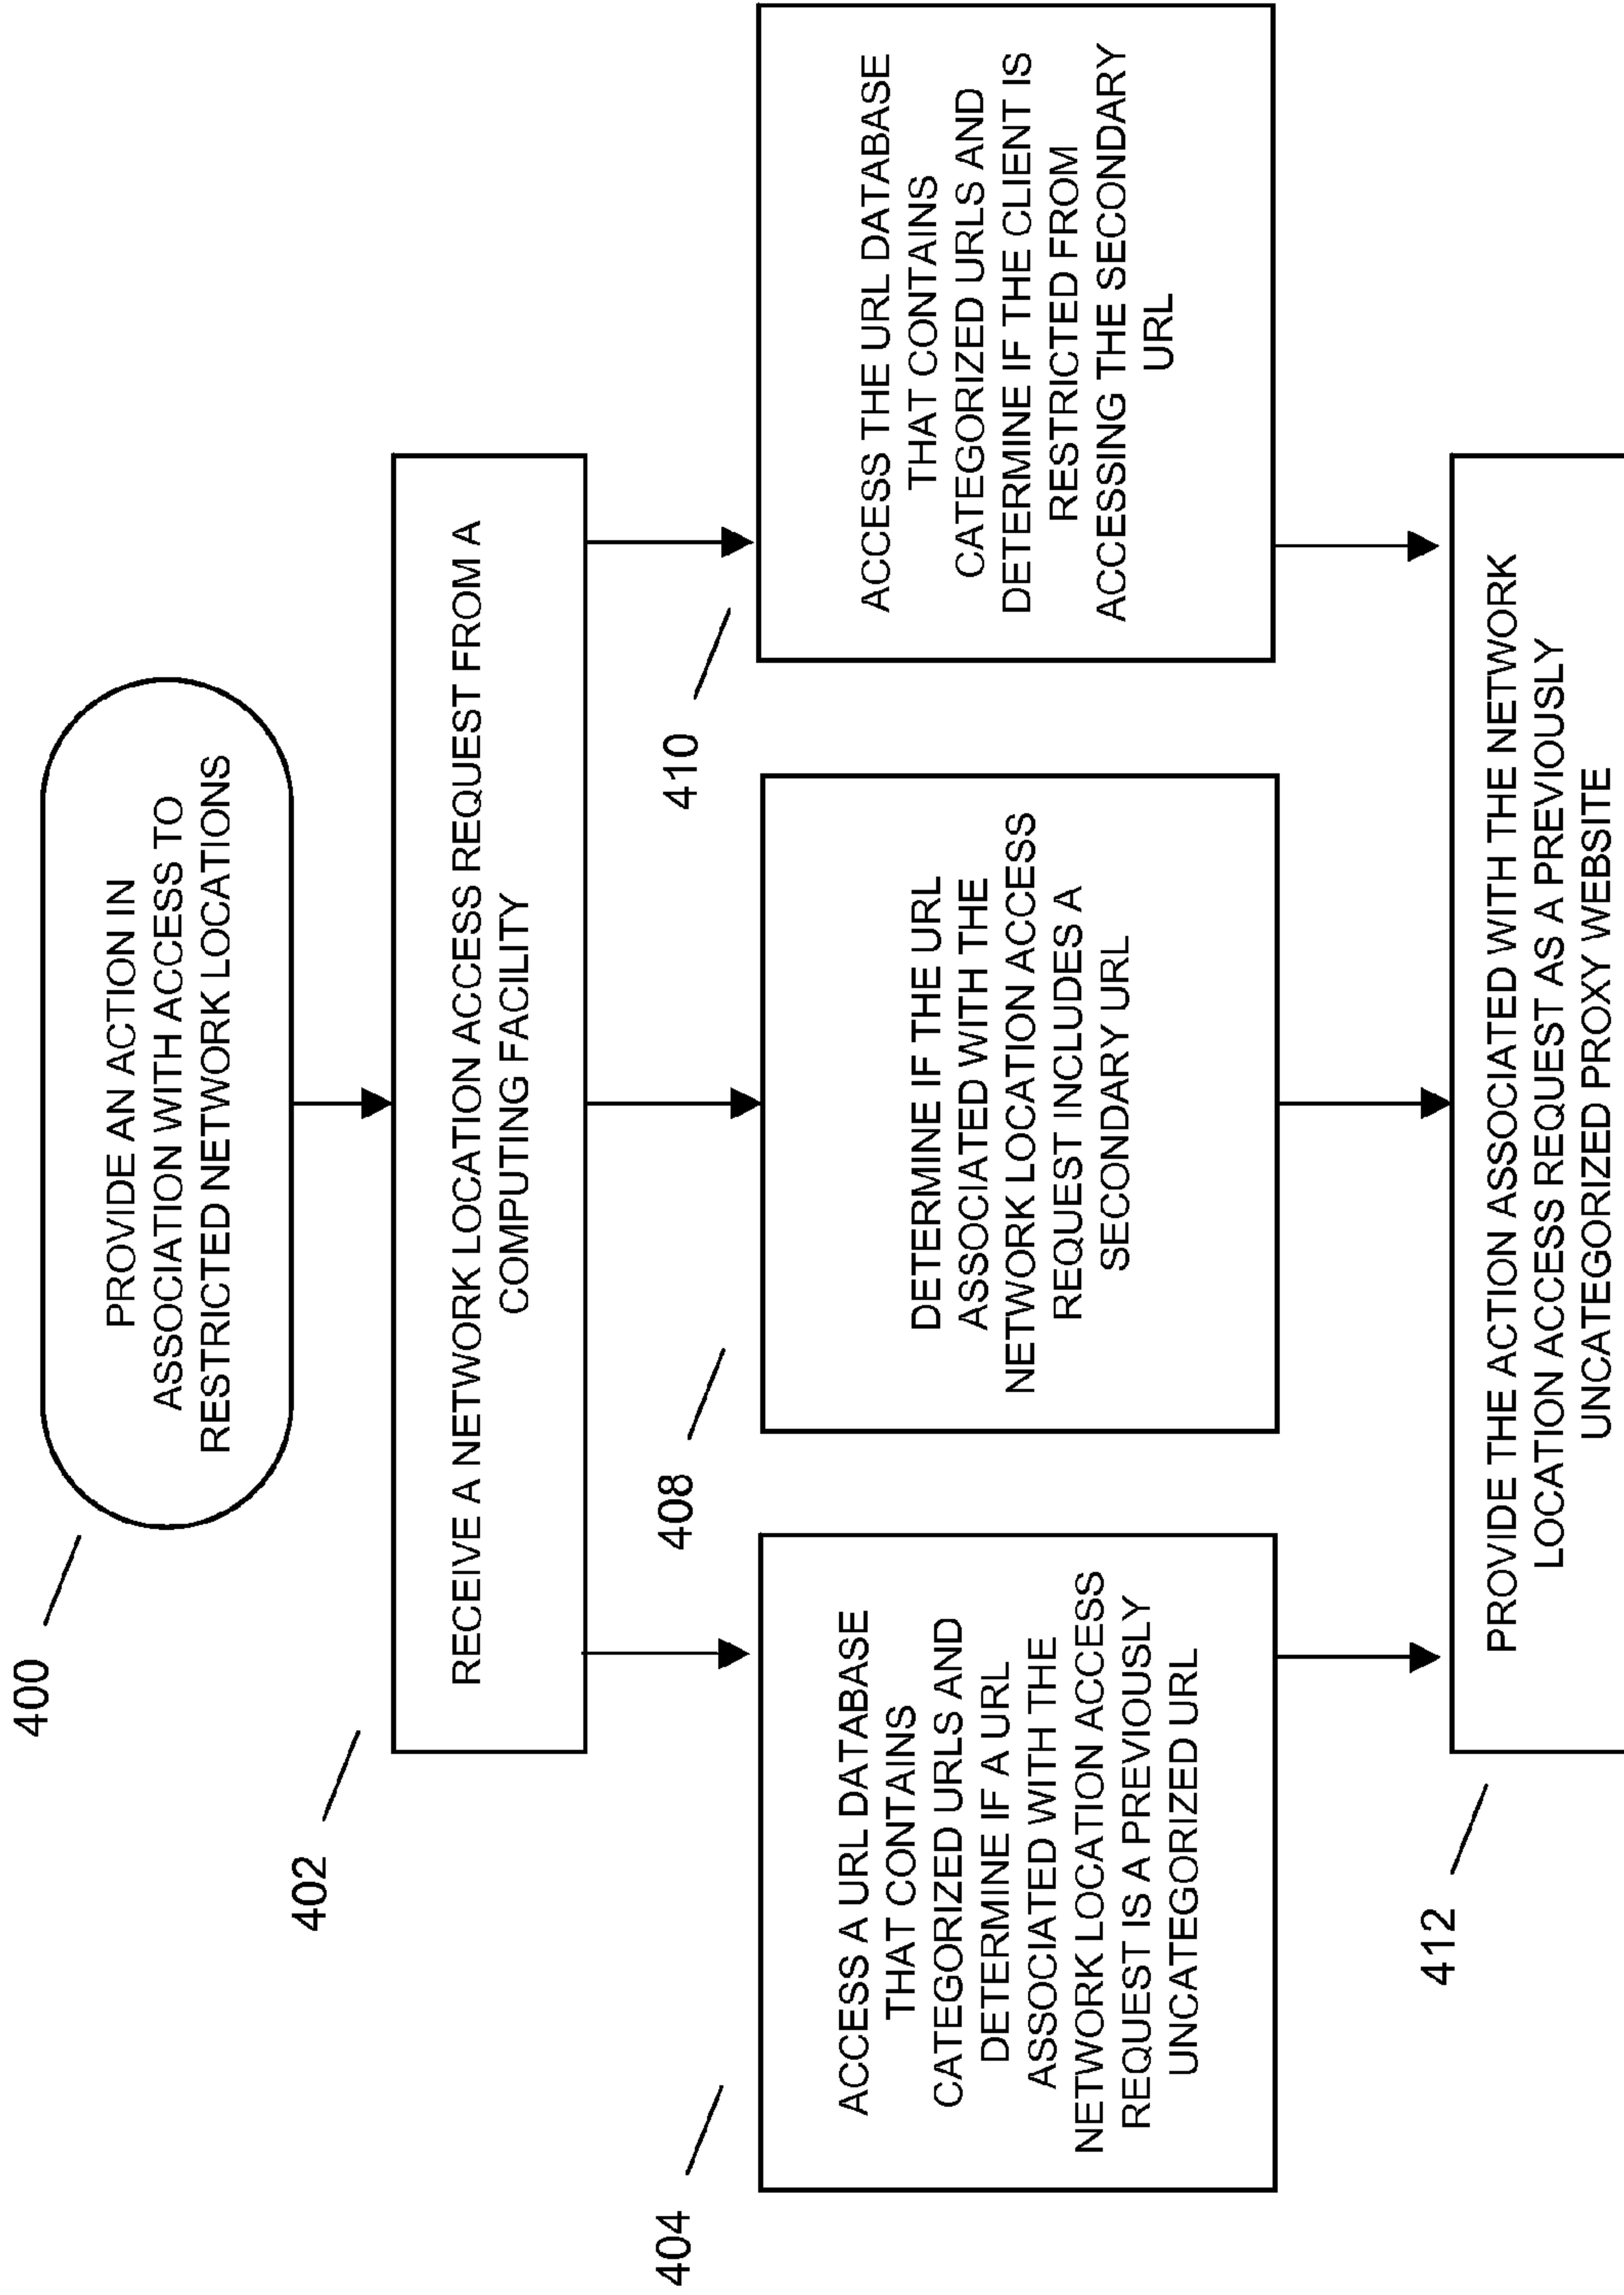 400
PROVIDE AN ACTION IN
ASSOCIATION WITH ACCESS TO
RESTRICTED NETWORK LOCATIONS
402
RECEIVE A NETWORK LOCATION ACCESS REQUEST FROM A
COMPUTING FACILITY
404
ACCESS A URL DATABASE
THAT CONTAINS
CATEGORIZED URLS AND
DETERMINE IF A URL
ASSOCIATED WITH THE
NETWORK LOCATION ACCESS
REQUEST IS A PREVIOUSLY
UNCATEGORIZED URL
408
DETERMINE IF THE URL
ASSOCIATED WITH THE
NETWORK LOCATION ACCESS
REQUEST INCLUDES A
SECONDARY URL
410
ACCESS THE URL DATABASE
THAT CONTAINS
CATEGORIZED URLS AND
DETERMINE IF THE CLIENT IS
RESTRICTED FROM
ACCESSING THE SECONDARY
URL
412
PROVIDE THE ACTION ASSOCIATED WITH THE NETWORK
LOCATION ACCESS REQUEST AS A PREVIOUSLY
UNCATEGORIZED PROXY WEBSITE